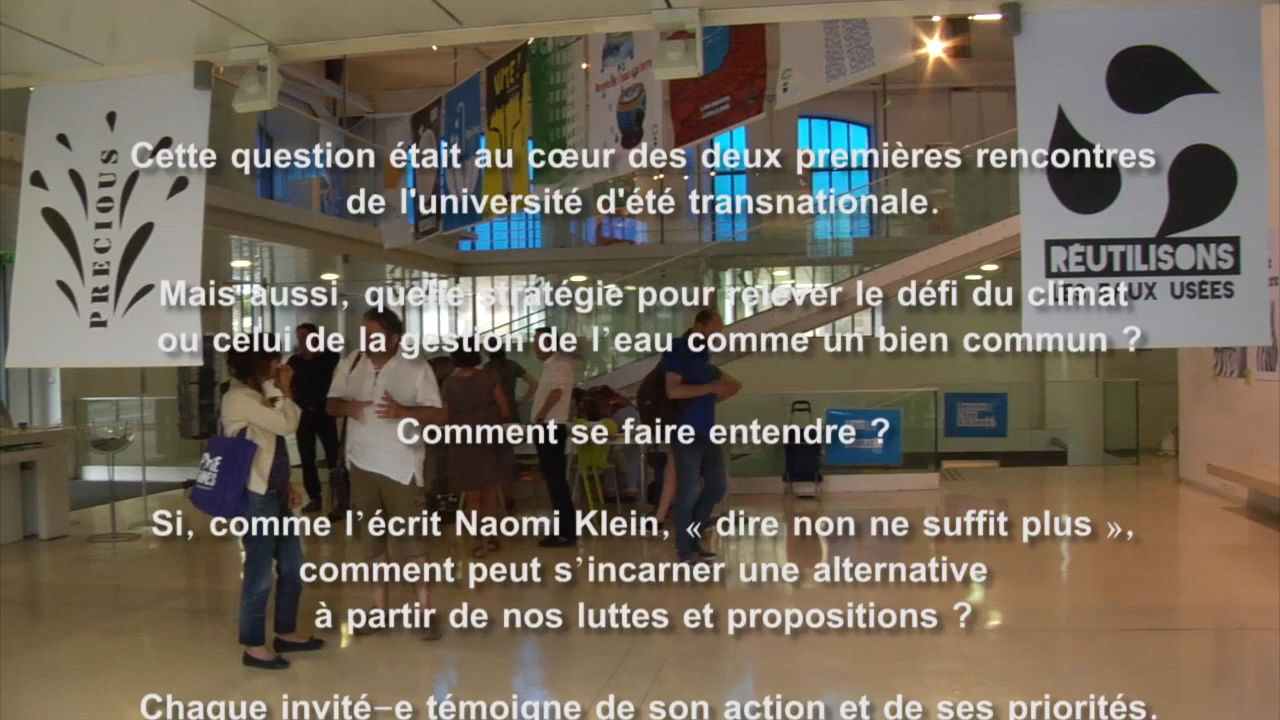 Cette question était au cœur des deux premières rencontres
de l'université d'été transnationale.
Mais aussi, quelle stratégie pour relever le défi du climat
ou celui de la gestion de l’eau comme un bien commun ?
Comment se faire entendre ?
Si, comme l’écrit Naomi Klein, « dire non ne suffit plus »,
comment peut s’incarner une alternative
à partir de nos luttes et propositions ?
Chaque invité–e témoigne de son action et de ses priorités.
PRECIOUS
RÉUTILISONS
LES EAUX USÉES